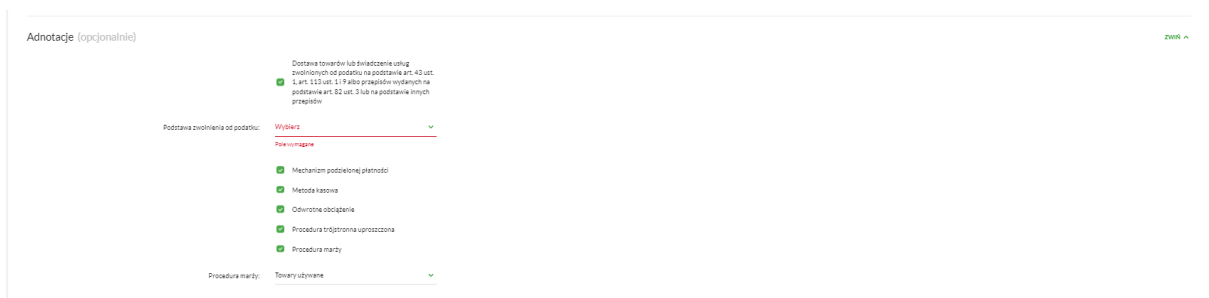 Adnotacje (opcjonalnie)
ZWIŃ
Dostawa towarów lub świadczenie usług
zwolnionych od podatku na podstawie art. 43 ust.
1, art. 113 ust. 1 i 9 albo przepisów wydanych na
podstawie art. 82 ust. 3 lub na podstawie innych
przepisów
Podstawa zwolnienia od podatku: Wybierz
Pole wymagane
Mechanizm podzielonej płatności
Metoda kasowa
Odwrotne obciążenie
Procedura trójstronna uproszczona
Procedura marży
Procedura marży: Towary używane